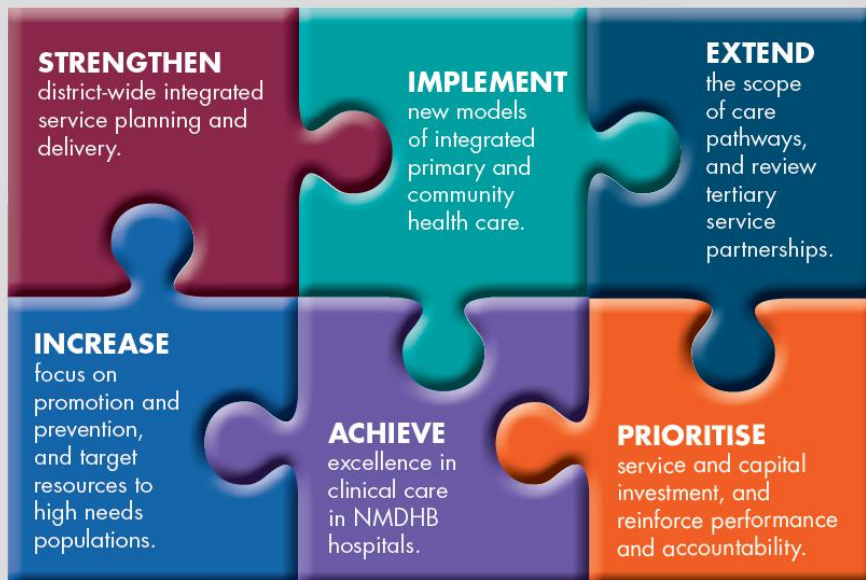 STRENGTHEN
district-wide integrated
service planning and
delivery.
IMPLEMENT
new models
of integrated
primary and
community
health care.
EXTEND
the scope
of care
pathways,
and review
tertiary
service
partnerships.
INCREASE
focus on
promotion and
prevention,
and target
resources to
high needs
populations.
ACHIEVE
excellence in
clinical care
in NMDHB
hospitals.
PRIORITISE
service and capital
investment, and
reinforce performance
and accountability.